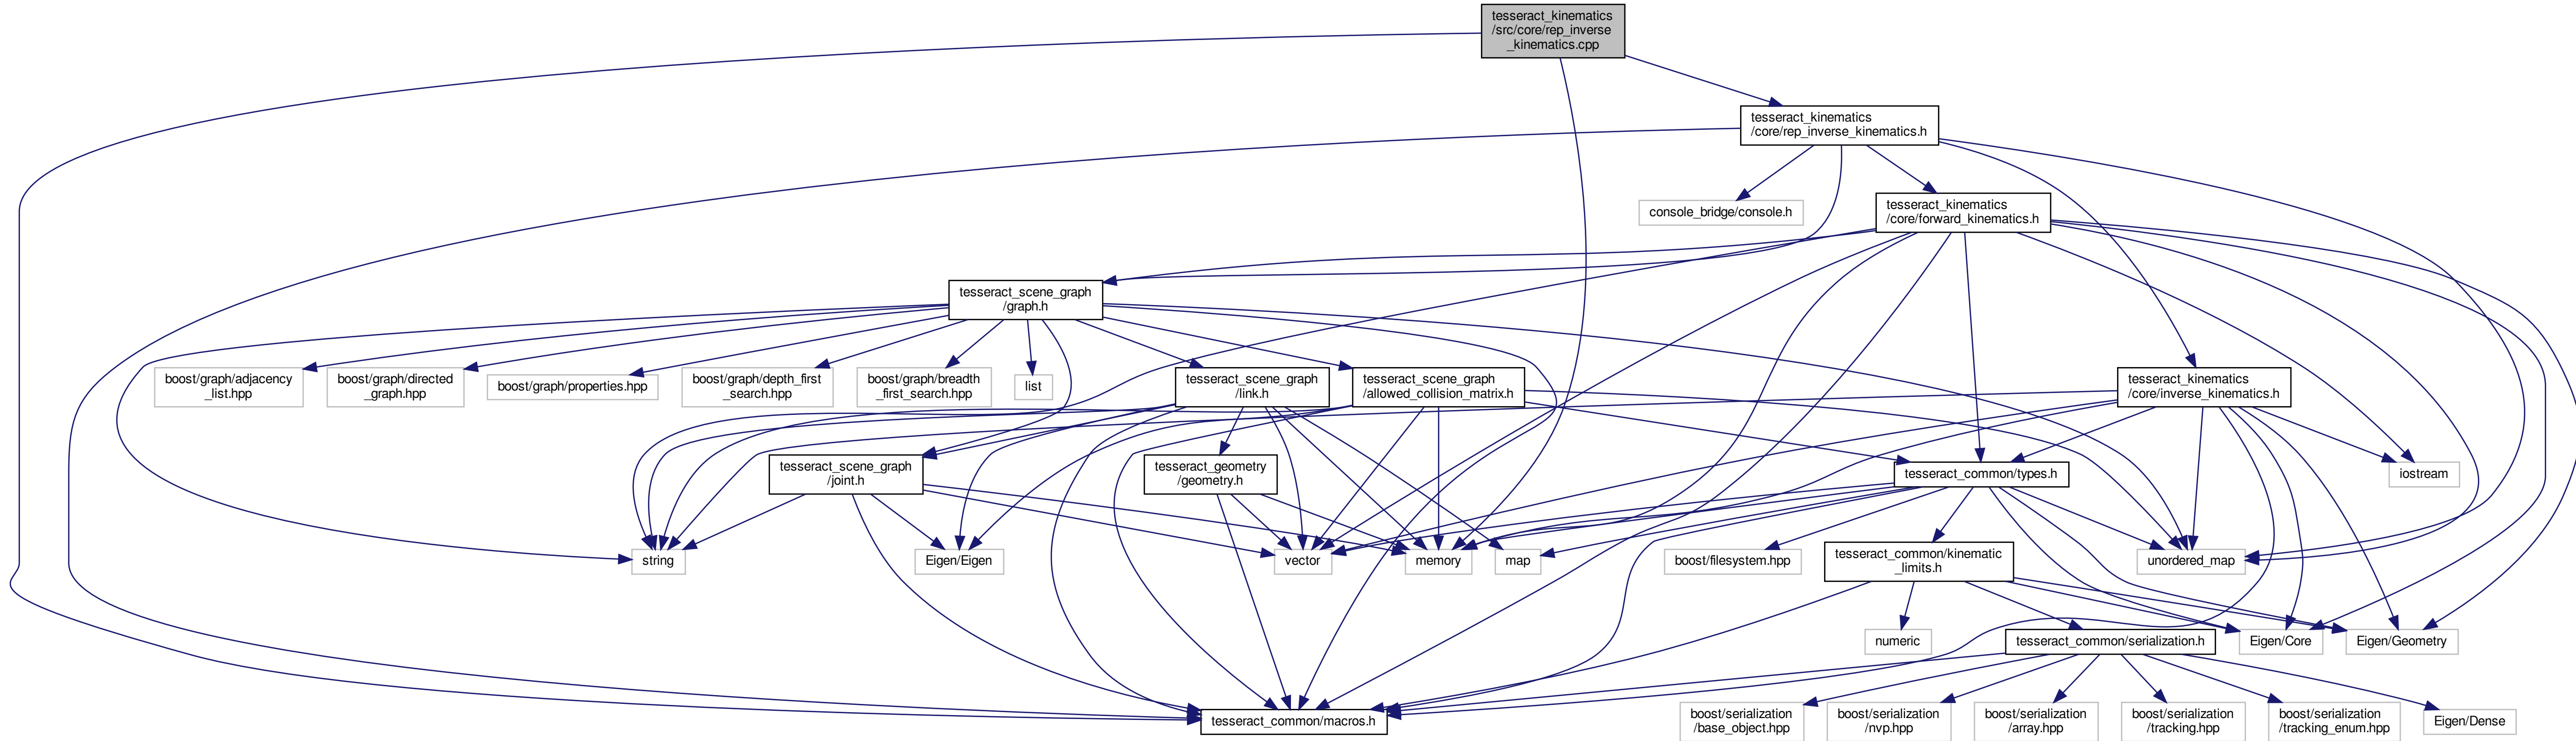 tesseract_kinematics
/src/core/rep_inverse
_kinematics.cpp
tesseract_kinematics
/core/rep_inverse_kinematics.h
console_bridge/console.h
tesseract_kinematics
/core/forward_kinematics.h
tesseract_scene_graph
/graph.h
boost/graph/adjacency
_list.hpp
boost/graph/directed
_graph.hpp
boost/graph/properties.hpp
boost/graph/depth_first
_search.hpp
boost/graph/breadth
_first_search.hpp
list
tesseract_scene_graph
/link.h
tesseract_scene_graph
/allowed_collision_matrix.h
tesseract_kinematics
/core/inverse_kinematics.h
tesseract_scene_graph
/joint.h
tesseract_geometry
/geometry.h
tesseract_common/types.h
iostream
string
Eigen/Eigen
vector
memory
map
boost/filesystem.hpp
tesseract_common/kinematic
_limits.h
unordered_map
numeric
tesseract_common/serialization.h
Eigen/Core
Eigen/Geometry
tesseract_common/macros.h
boost/serialization
/base_object.hpp
boost/serialization
/nvp.hpp
boost/serialization
/array.hpp
boost/serialization
/tracking.hpp
boost/serialization
/tracking_enum.hpp
Eigen/Dense